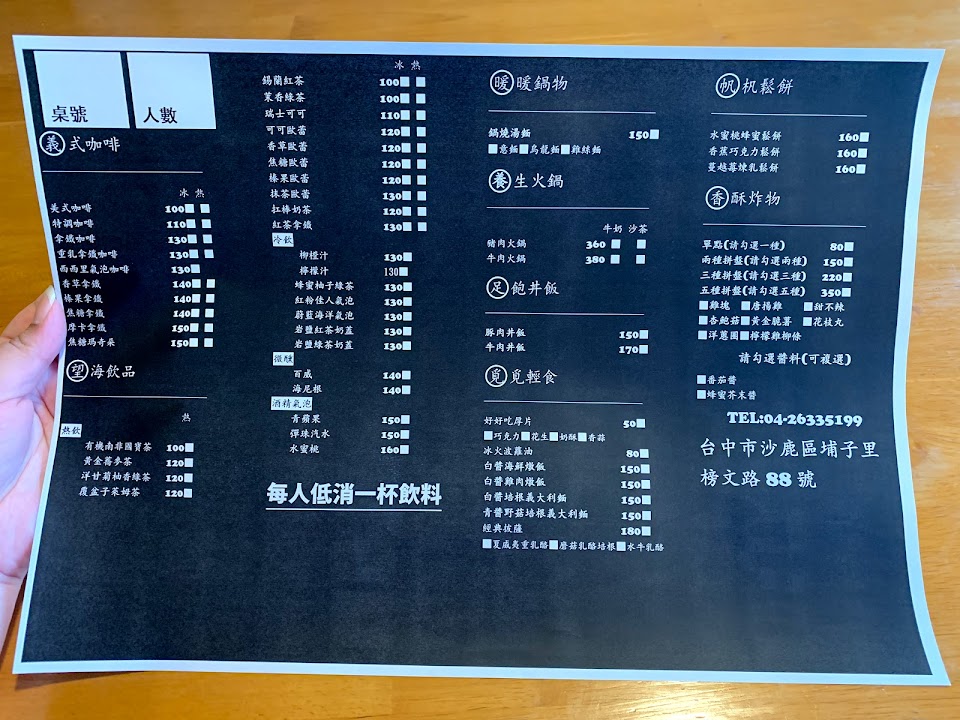 桌號
人數
義式咖啡
冰 熱
美式咖啡 100
特調咖啡 110
拿鐵咖啡 130
重乳拿鐵咖啡 130
西西里氣泡咖啡 130
香草拿鐵 140
榛果拿鐵 140
焦糖拿鐵 140
摩卡拿鐵 150
焦糖瑪奇朵 150
望海飲品
熱
熱飲
有機南非國寶茶 100
黃金蕎麥茶 120
洋甘菊柚香綠茶 120
覆盆子萊姆茶 120
冰 熱
錫蘭紅茶 100
茉香綠茶 100
瑞士可可 110
可可歐蕾 120
香草歐蕾 120
焦糖歐蕾 120
榛果歐蕾 120
抹茶歐蕾 130
扛棒奶茶 120
紅茶拿鐵 130
冷飲
柳橙汁 130
檸檬汁 130
蜂蜜柚子綠茶 130
紅粉佳人氣泡 130
蔚藍海洋氣泡 130
岩鹽紅茶奶蓋 130
岩鹽綠茶奶蓋 130
微醺
百威 140
海尼根 140
酒精氣泡
青蘋果 150
彈珠汽水 150
水蜜桃 160
每人低消一杯飲料
暖暖鍋物
鍋燒湯麵 150
意麵 烏龍麵 雞絲麵
養生火鍋
牛奶 沙茶
豬肉火鍋 360
牛肉火鍋 380
足飽丼飯
豚肉丼飯 150
牛肉丼飯 170
覓覓輕食
好好吃厚片 50
巧克力 花生 奶酥 香蒜
冰火波蘿油 80
白醬海鮮燉飯 150
白醬雞肉燉飯 150
白醬培根義大利麵 150
青醬野菇培根義大利麵 150
經典披薩 180
夏威夷重乳酪 蘑菇乳酪培根 水牛乳酪
帆杋鬆餅
水蜜桃蜂蜜鬆餅 160
香蕉巧克力鬆餅 160
蔓越莓煉乳鬆餅 160
香酥炸物
單點(請勾選一種) 80
兩種拼盤(請勾選兩種) 150
三種拼盤(請勾選三種) 220
五種拼盤(請勾選五種) 350
雞塊 唐揚雞 甜不辣
杏鮑菇 黃金脆薯 花枝丸
洋蔥圈 檸檬雞柳條
請勾選醬料(可複選)
番茄醬
蜂蜜芥末醬
TEL:04-26335199
台中市沙鹿區埔子里
榜文路 88 號